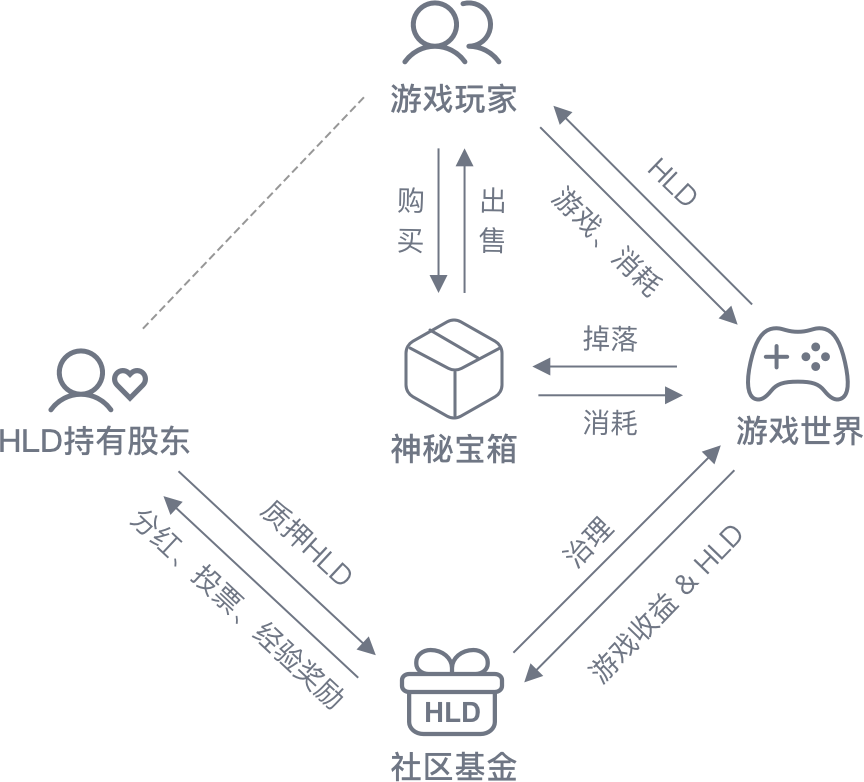 游戏玩家
HLD
购买
出售
游戏、消耗
掉落
HLD持有股东
神秘宝箱
消耗
游戏世界
质押HLD
分红、投票、经验奖励
治理
游戏收益 & HLD
HLD
社区基金